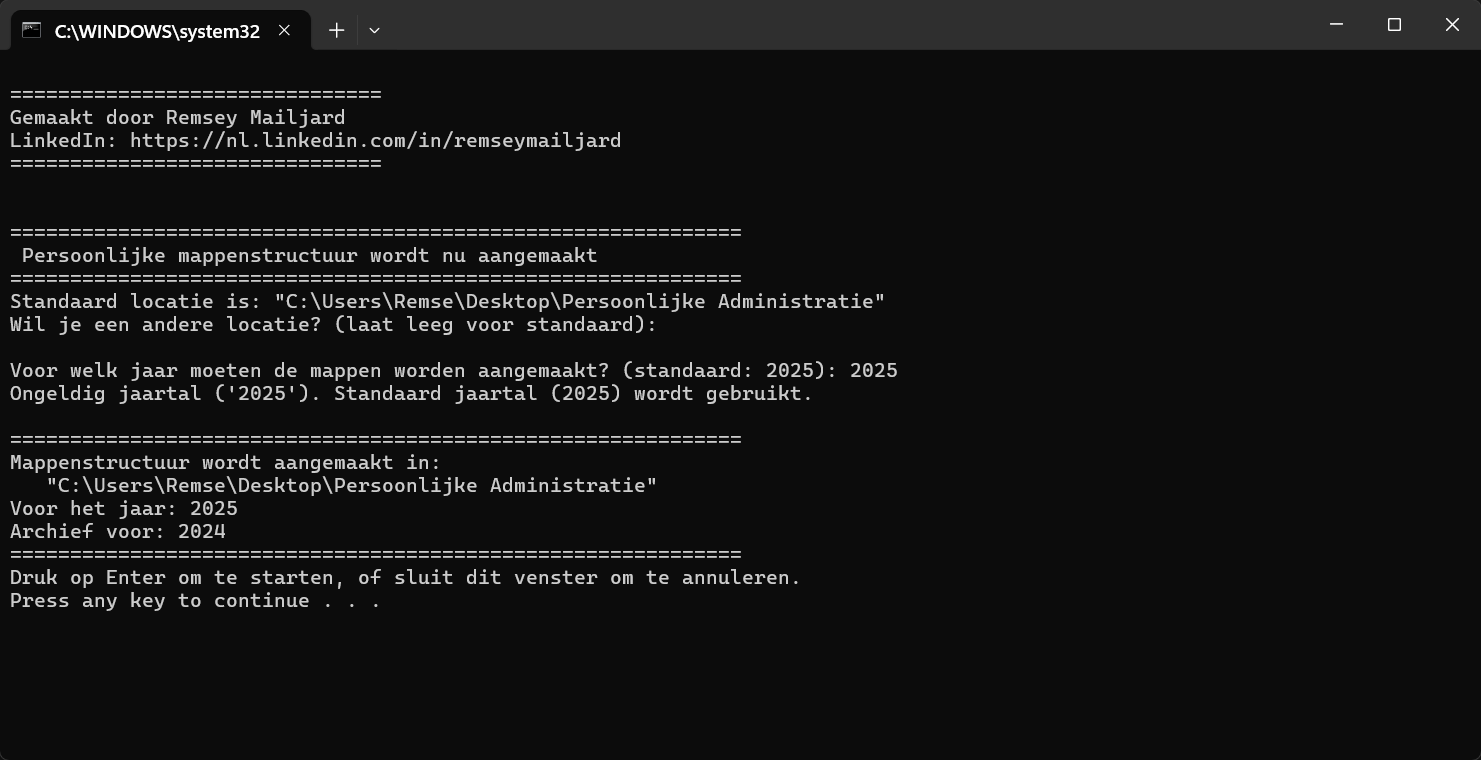 C:\WINDOWS\system32
===============================
Gemaakt door Remsey Mailjard
LinkedIn: https://nl.linkedin.com/in/remseymailjard
===============================
=============================================================
Persoonlijke mappenstructuur wordt nu aangemaakt
=============================================================
Standaard locatie is: "C:\Users\Remse\Desktop\Persoonlijke Administratie"
Wil je een andere locatie? (laat leeg voor standaard):
Voor welk jaar moeten de mappen worden aangemaakt? (standaard: 2025): 2025
Ongeldig jaartal ('2025'). Standaard jaartal (2025) wordt gebruikt.
=============================================================
Mappenstructuur wordt aangemaakt in:
"C:\Users\Remse\Desktop\Persoonlijke Administratie"
Voor het jaar: 2025
Archief voor: 2024
=============================================================
Druk op Enter om te starten, of sluit dit venster om te annuleren.
Press any key to continue . . .